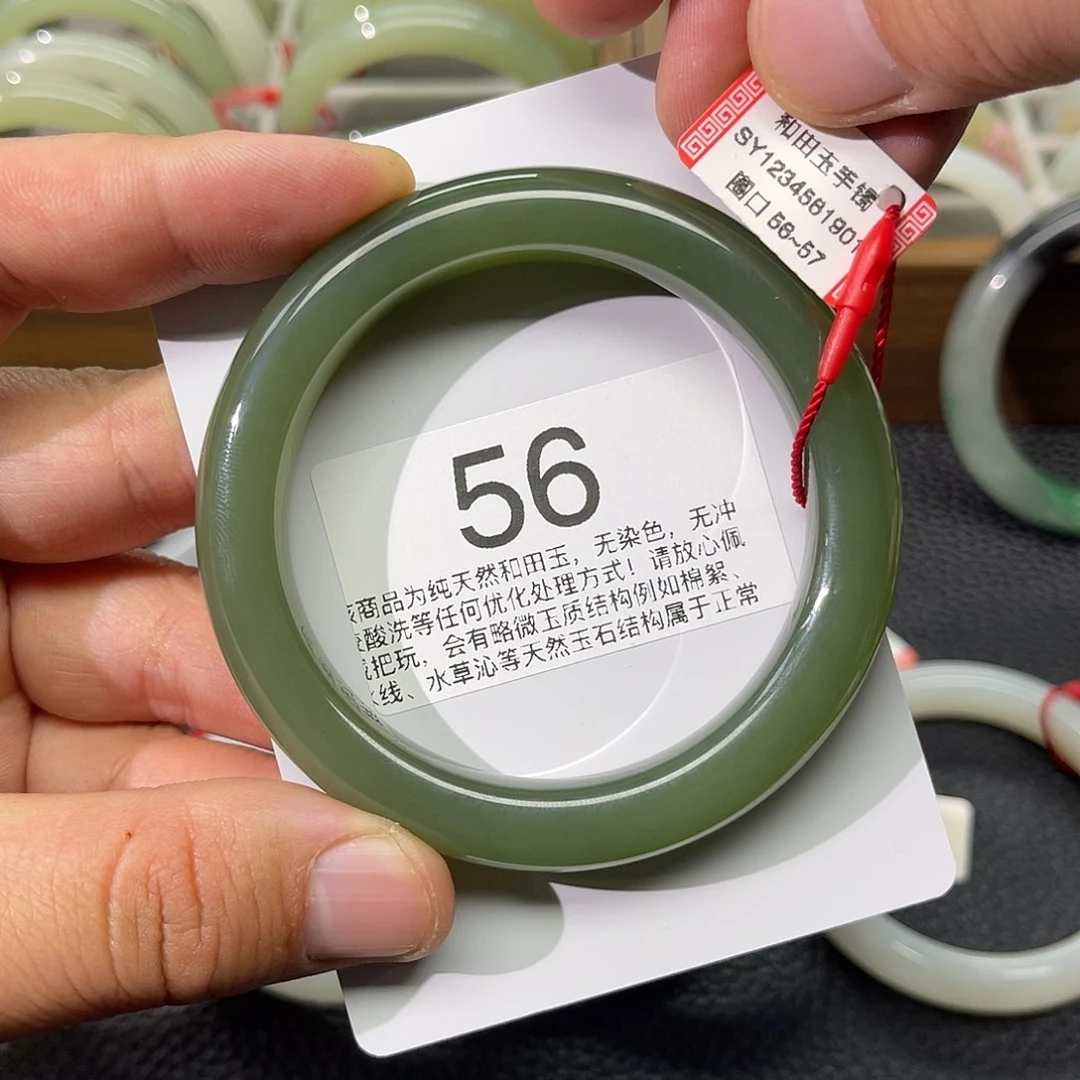 和田玉手镯
SY1234561901
圈口 56~57
56
商品为纯天然和田玉，无染色，无冲
酸洗等任何优化处理方式！请放心佩
把玩，会有略微玉质结构例如棉絮、
线、水草沁等天然玉石结构属于正常